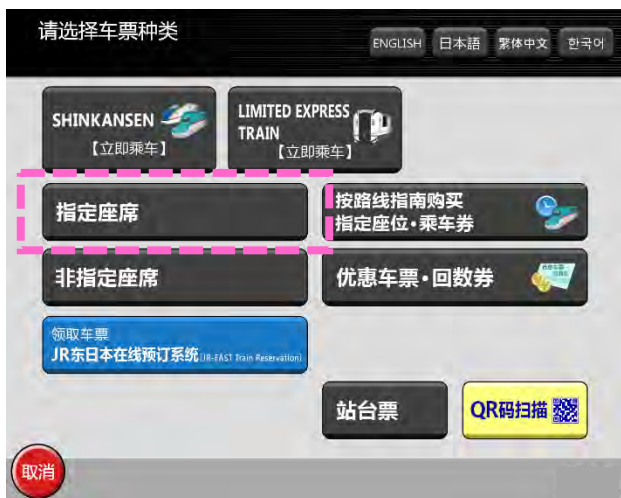 请选择车票种类
ENGLISH 日本語 繁体中文 한국어
SHINKANSEN
【立即乘车】
LIMITED EXPRESS
TRAIN
【立即乘车】
指定座席
按路线指南购买
指定座位・乘车券
非指定座席
优惠车票・回数券
领取车票
JR东日本在线预订系统(JR-EAST Train Reservation)
站台票
QR码扫描
取消